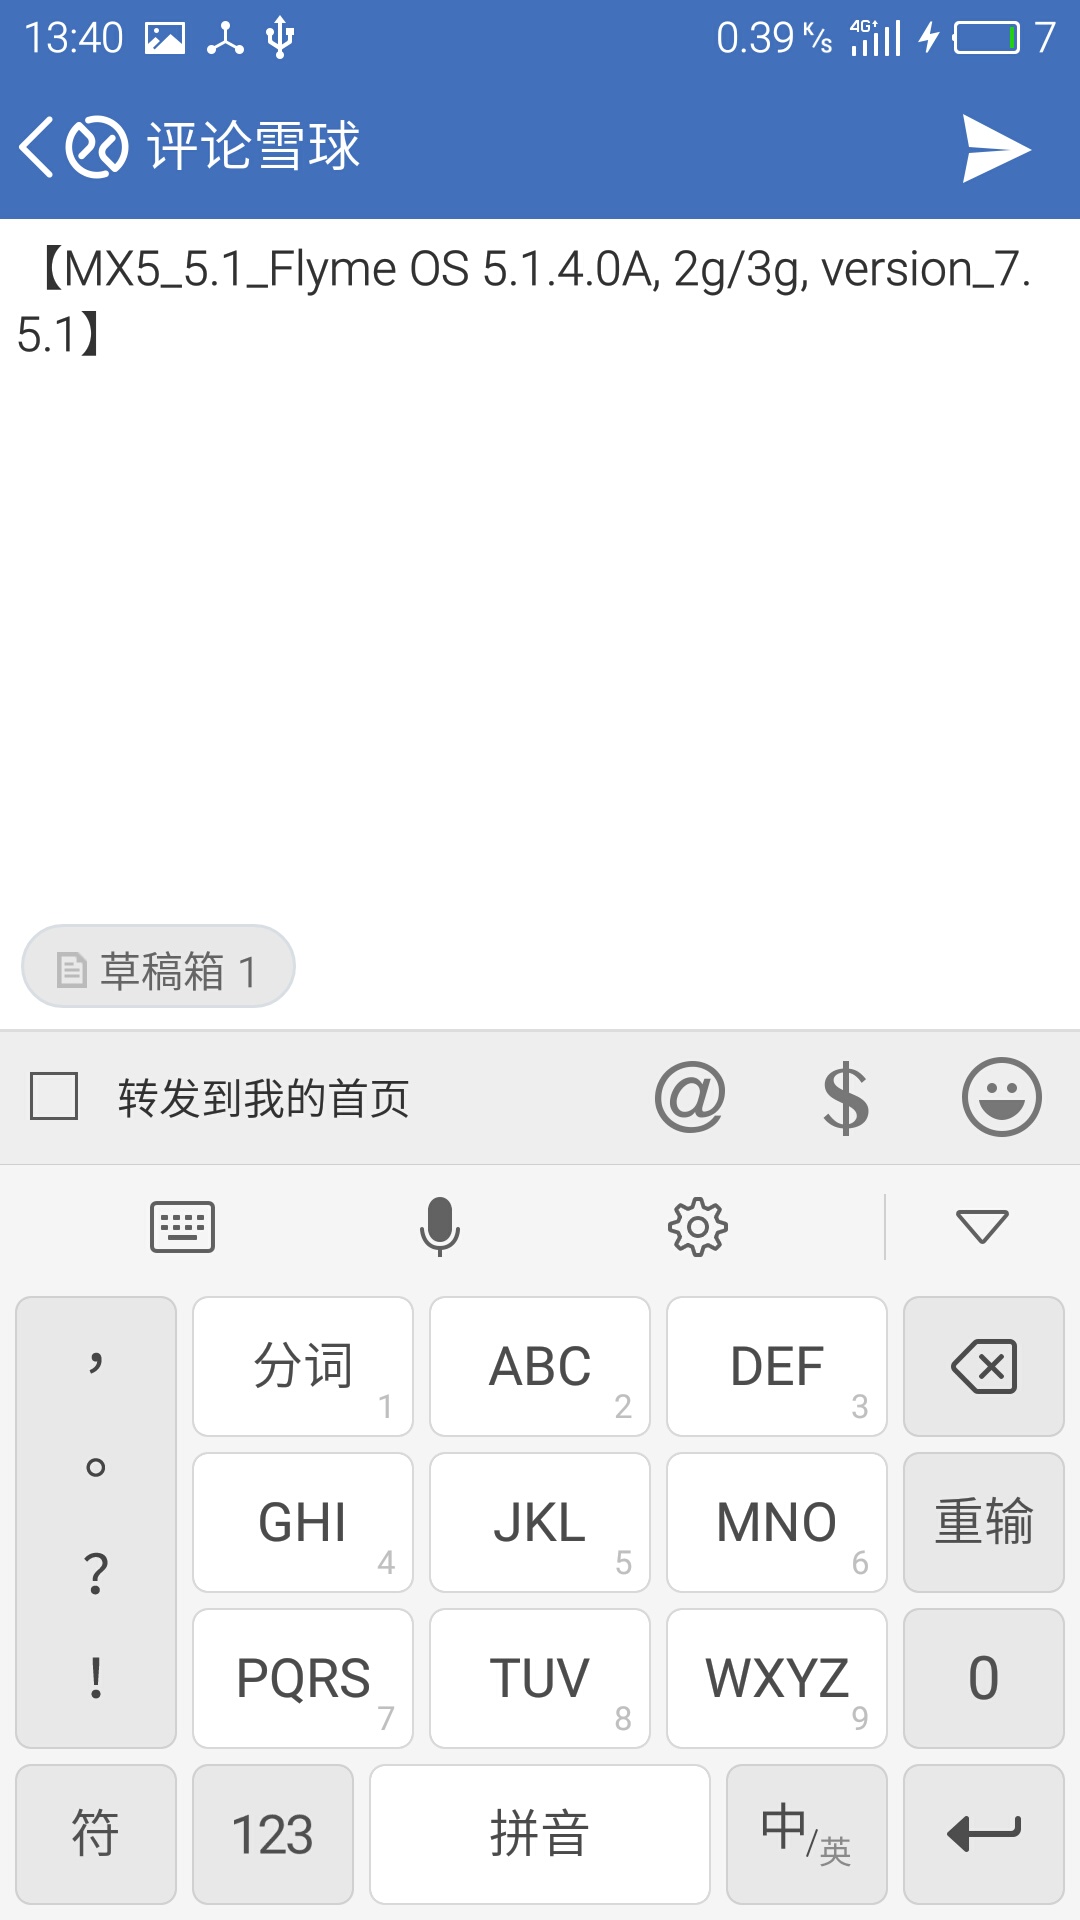 13:40 0.39 K/s 4G+ 7
评论雪球
【MX5_5.1_Flyme OS 5.1.4.0A, 2g/3g, version_7.
5.1】
草稿箱 1
转发到我的首页 @ $
， 分词 1 ABC 2 DEF 3
。 GHI 4 JKL 5 MNO 6 重输
？
！ PQRS 7 TUV 8 WXYZ 9 0
符 123 拼音 中/英